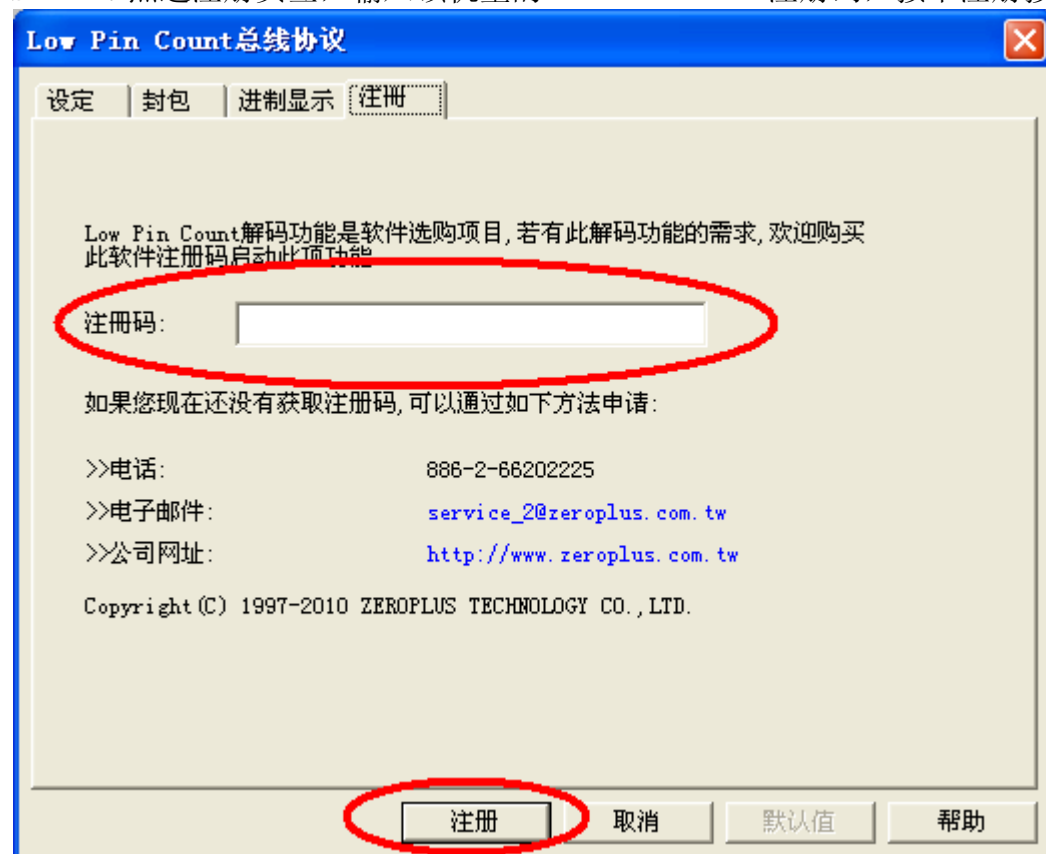 Low Pin Count总线协议
设定 封包 进制显示 注册
Low Pin Count解码功能是软件选购项目,若有此解码功能的需求,欢迎购买
此软件注册码启动此项功能
注册码:
如果您现在还没有获取注册码,可以通过如下方法申请:
>>电话: 886-2-66202225
>>电子邮件: service_2@zeroplus.com.tw
>>公司网址: http://www.zeroplus.com.tw
Copyright(C) 1997-2010 ZEROPLUS TECHNOLOGY CO.,LTD.
注册 取消 默认值 帮助